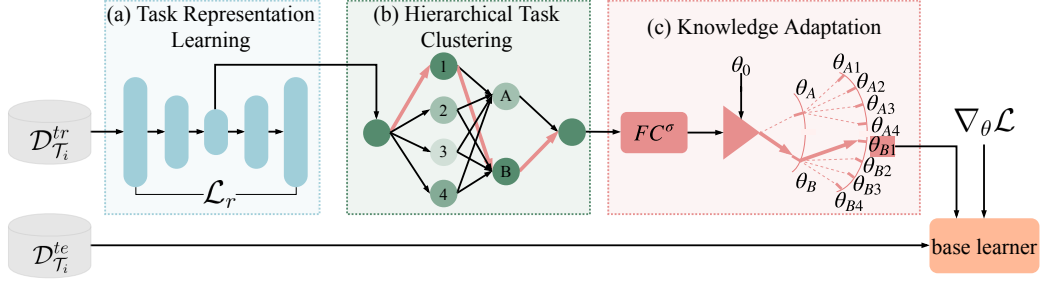 (a) Task Representation
Learning
(b) Hierarchical Task
Clustering
(c) Knowledge Adaptation
𝒟^{tr}_{𝒯_i}
ℒ_r
1
2
3
4
A
B
FC^σ
θ_0
θ_A
θ_B
θ_{A1}
θ_{A2}
θ_{A3}
θ_{A4}
θ_{B1}
θ_{B2}
θ_{B3}
θ_{B4}
∇_θℒ
𝒟^{te}_{𝒯_i}
base learner